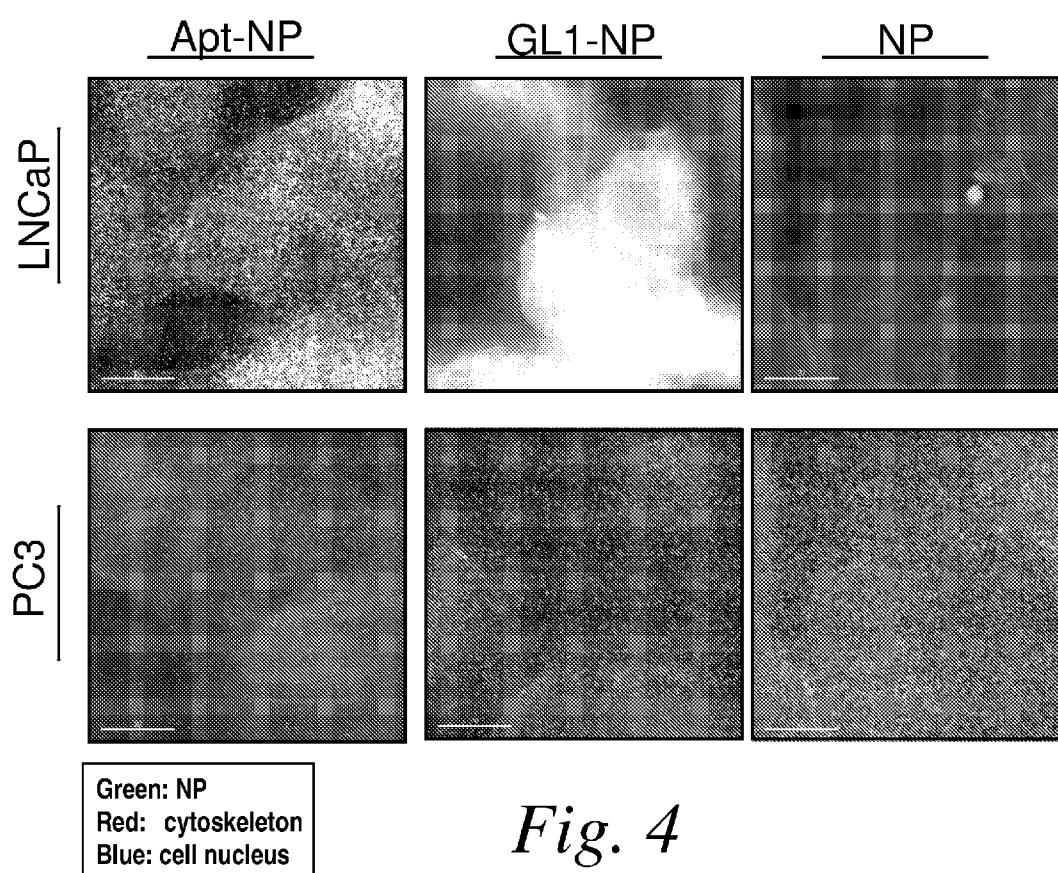 Apt-NP
GL1-NP
NP
LNCaP
PC3
Green: NP
Red: cytoskeleton
Blue: cell nucleus
Fig. 4